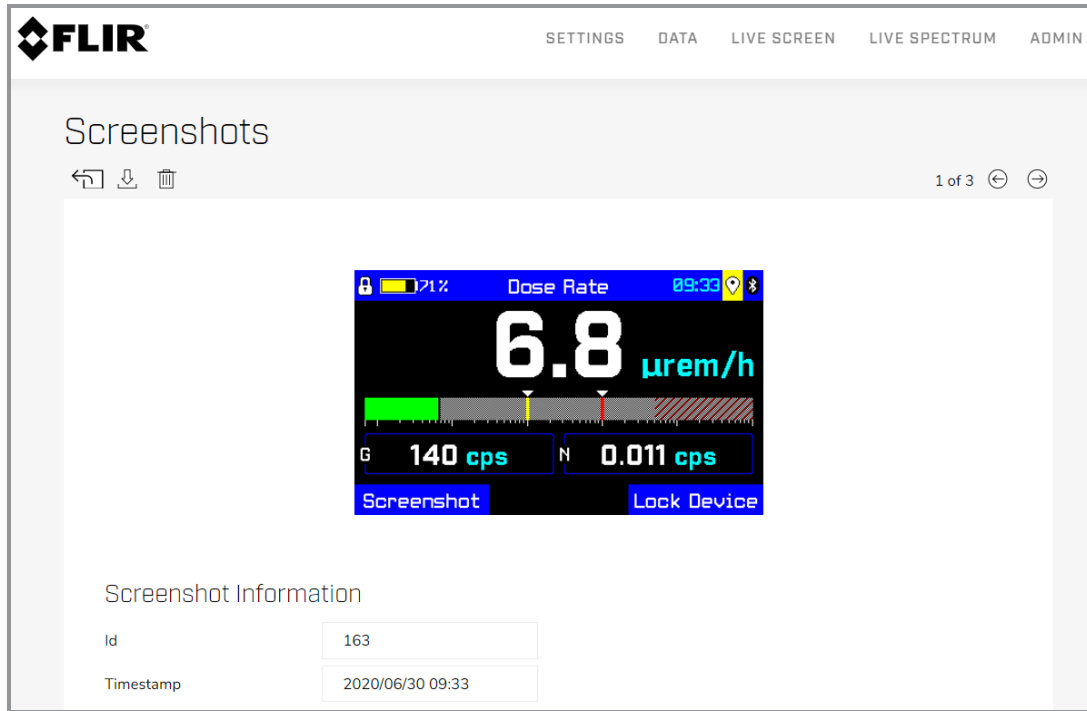 FLIR
SETTINGS DATA LIVE SCREEN LIVE SPECTRUM ADMIN
Screenshots
1 of 3
71% Dose Rate 09:33
6.8 µrem/h
G 140 cps N 0.011 cps
Screenshot Lock Device
Screenshot Information
Id 163
Timestamp 2020/06/30 09:33